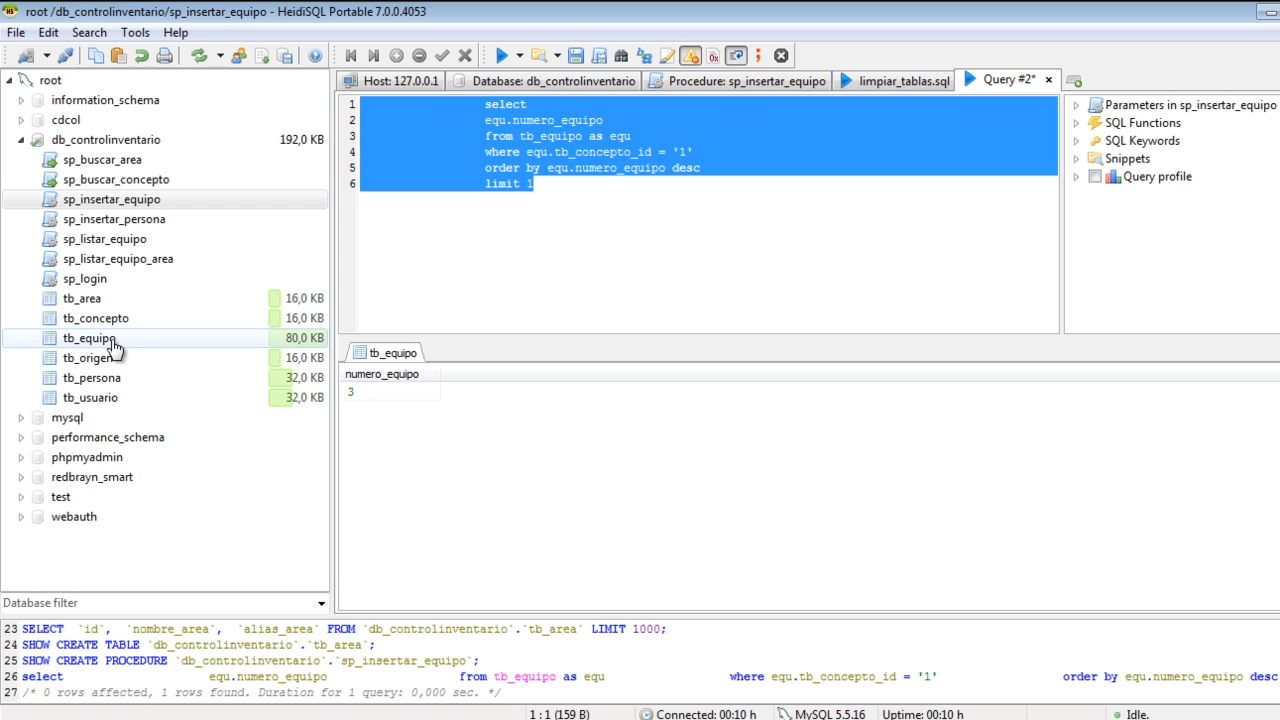 root /db_controlinventario/sp_insertar_equipo - HeidiSQL Portable 7.0.0.4053
File Edit Search Tools Help
root
information_schema
cdcol
db_controlinventario 192,0 KB
sp_buscar_area
sp_buscar_concepto
sp_insertar_equipo
sp_insertar_persona
sp_listar_equipo
sp_listar_equipo_area
sp_login
tb_area 16,0 KB
tb_concepto 16,0 KB
tb_equipo 80,0 KB
tb_origen 16,0 KB
tb_persona 32,0 KB
tb_usuario 32,0 KB
mysql
performance_schema
phpmyadmin
redbrayn_smart
test
webauth
Database filter
Host: 127.0.0.1 Database: db_controlinventario Procedure: sp_insertar_equipo limpiar_tablas.sql Query #2* ×
1 select
2 equ.numero_equipo
3 from tb_equipo as equ
4 where equ.tb_concepto_id = '1'
5 order by equ.numero_equipo desc
6 limit 1
Parameters in sp_insertar_equipo
SQL Functions
SQL Keywords
Snippets
Query profile
tb_equipo
numero_equipo
3
23 SELECT `id`, `nombre_area`, `alias_area` FROM `db_controlinventario`.`tb_area` LIMIT 1000;
24 SHOW CREATE TABLE `db_controlinventario`.`tb_area`;
25 SHOW CREATE PROCEDURE `db_controlinventario`.`sp_insertar_equipo`;
26 select equ.numero_equipo from tb_equipo as equ where equ.tb_concepto_id = '1' order by equ.numero_equipo desc
27 /* 0 rows affected, 1 rows found. Duration for 1 query: 0,000 sec. */
1 : 1 (159 B) Connected: 00:10 h MySQL 5.5.16 Uptime: 00:10 h Idle.